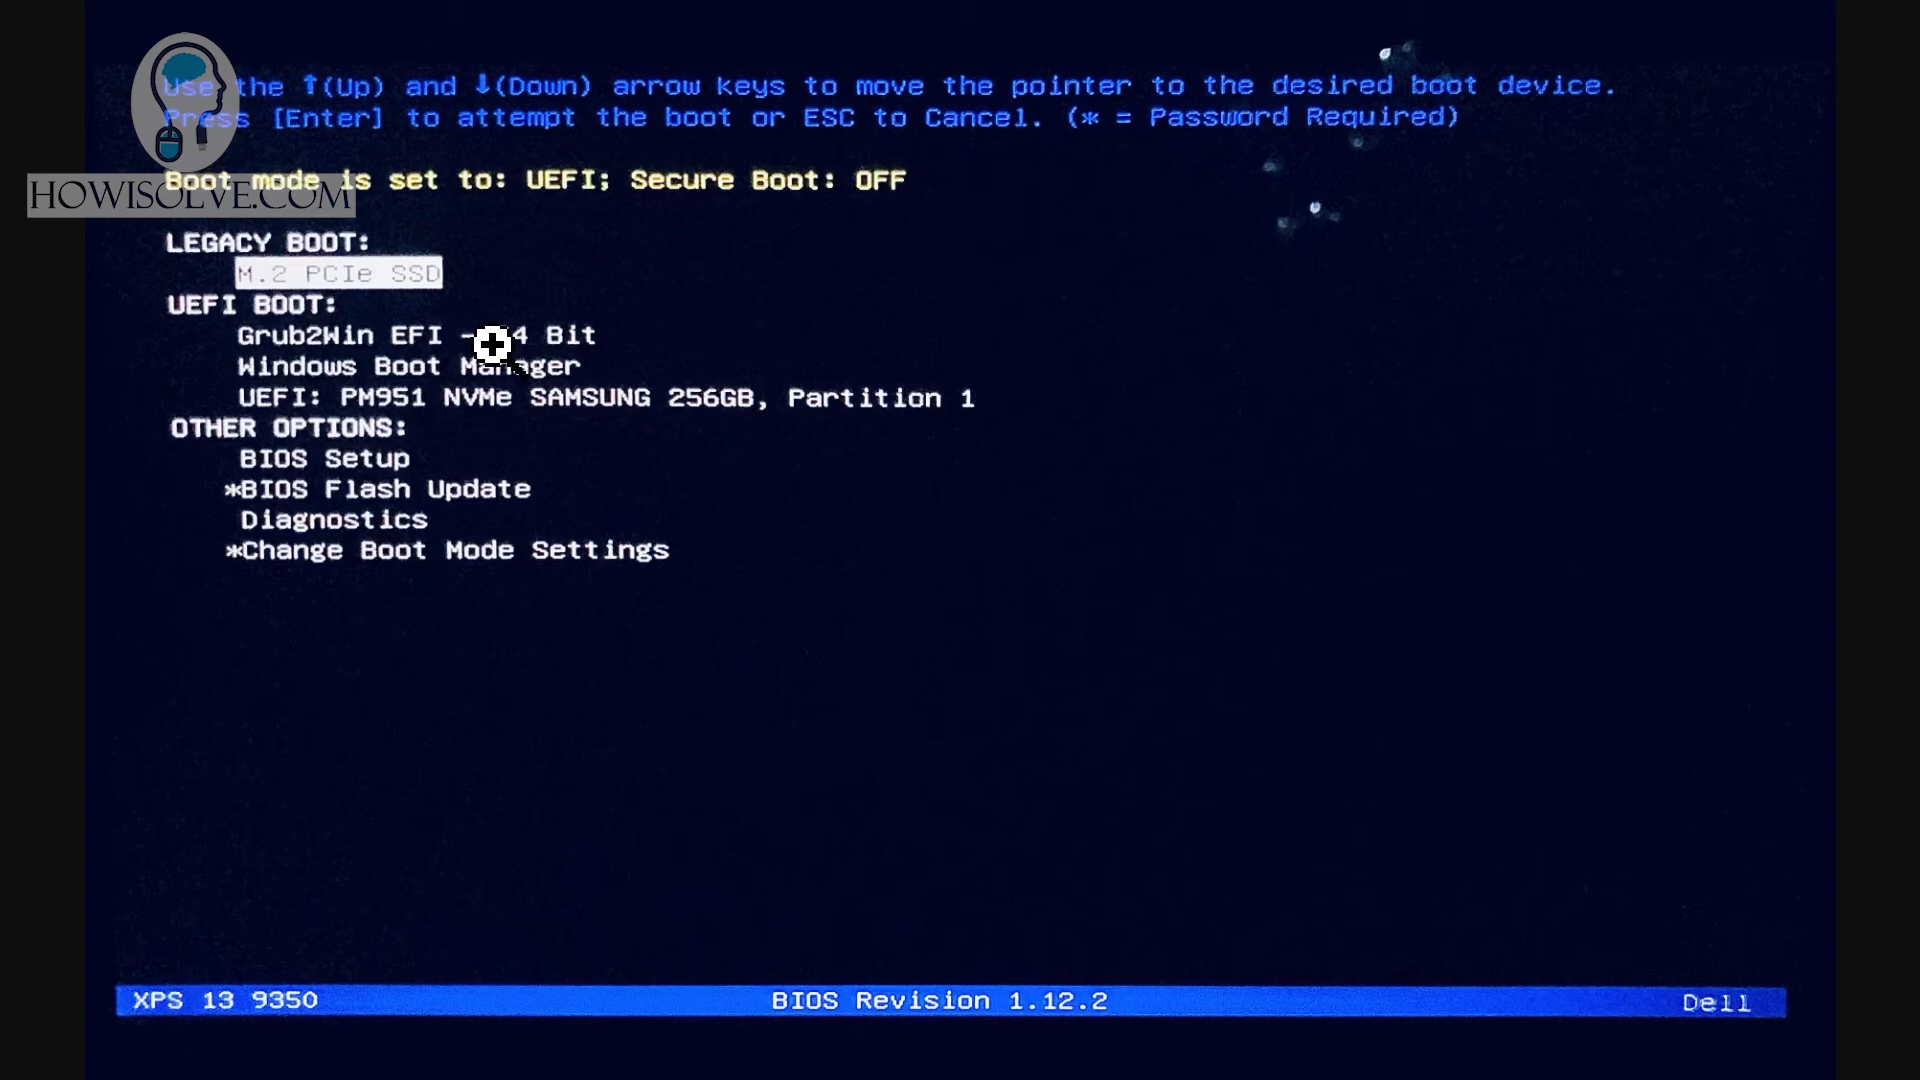 Use the ↑(Up) and ↓(Down) arrow keys to move the pointer to the desired boot device.
Press [Enter] to attempt the boot or ESC to Cancel. (* = Password Required)
HOWISOLVE.COM
Boot mode is set to: UEFI; Secure Boot: OFF
LEGACY BOOT:
M.2 PCIe SSD
UEFI BOOT:
Grub2Win EFI - 4 Bit
Windows Boot Manager
UEFI: PM951 NVMe SAMSUNG 256GB, Partition 1
OTHER OPTIONS:
BIOS Setup
*BIOS Flash Update
Diagnostics
*Change Boot Mode Settings
XPS 13 9350 BIOS Revision 1.12.2 Dell